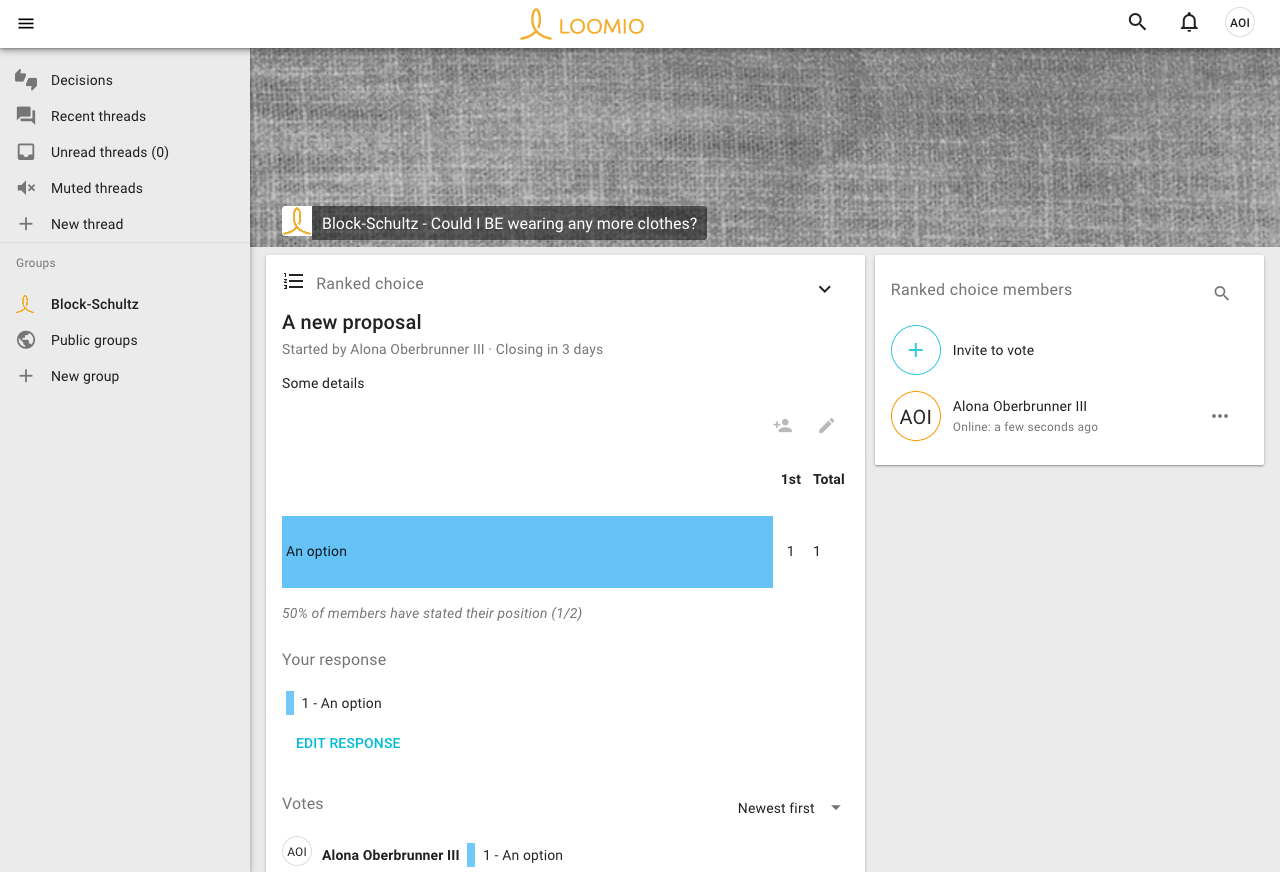 LOOMIO
AOI
Decisions
Recent threads
Unread threads (0)
Muted threads
New thread
Groups
Block-Schultz
Public groups
New group
Block-Schultz - Could I BE wearing any more clothes?
Ranked choice
A new proposal
Started by Alona Oberbrunner III · Closing in 3 days
Some details
1st Total
An option 1 1
50% of members have stated their position (1/2)
Your response
1 - An option
EDIT RESPONSE
Votes
Newest first
AOI Alona Oberbrunner III 1 - An option
Ranked choice members
Invite to vote
AOI
Alona Oberbrunner III
Online: a few seconds ago